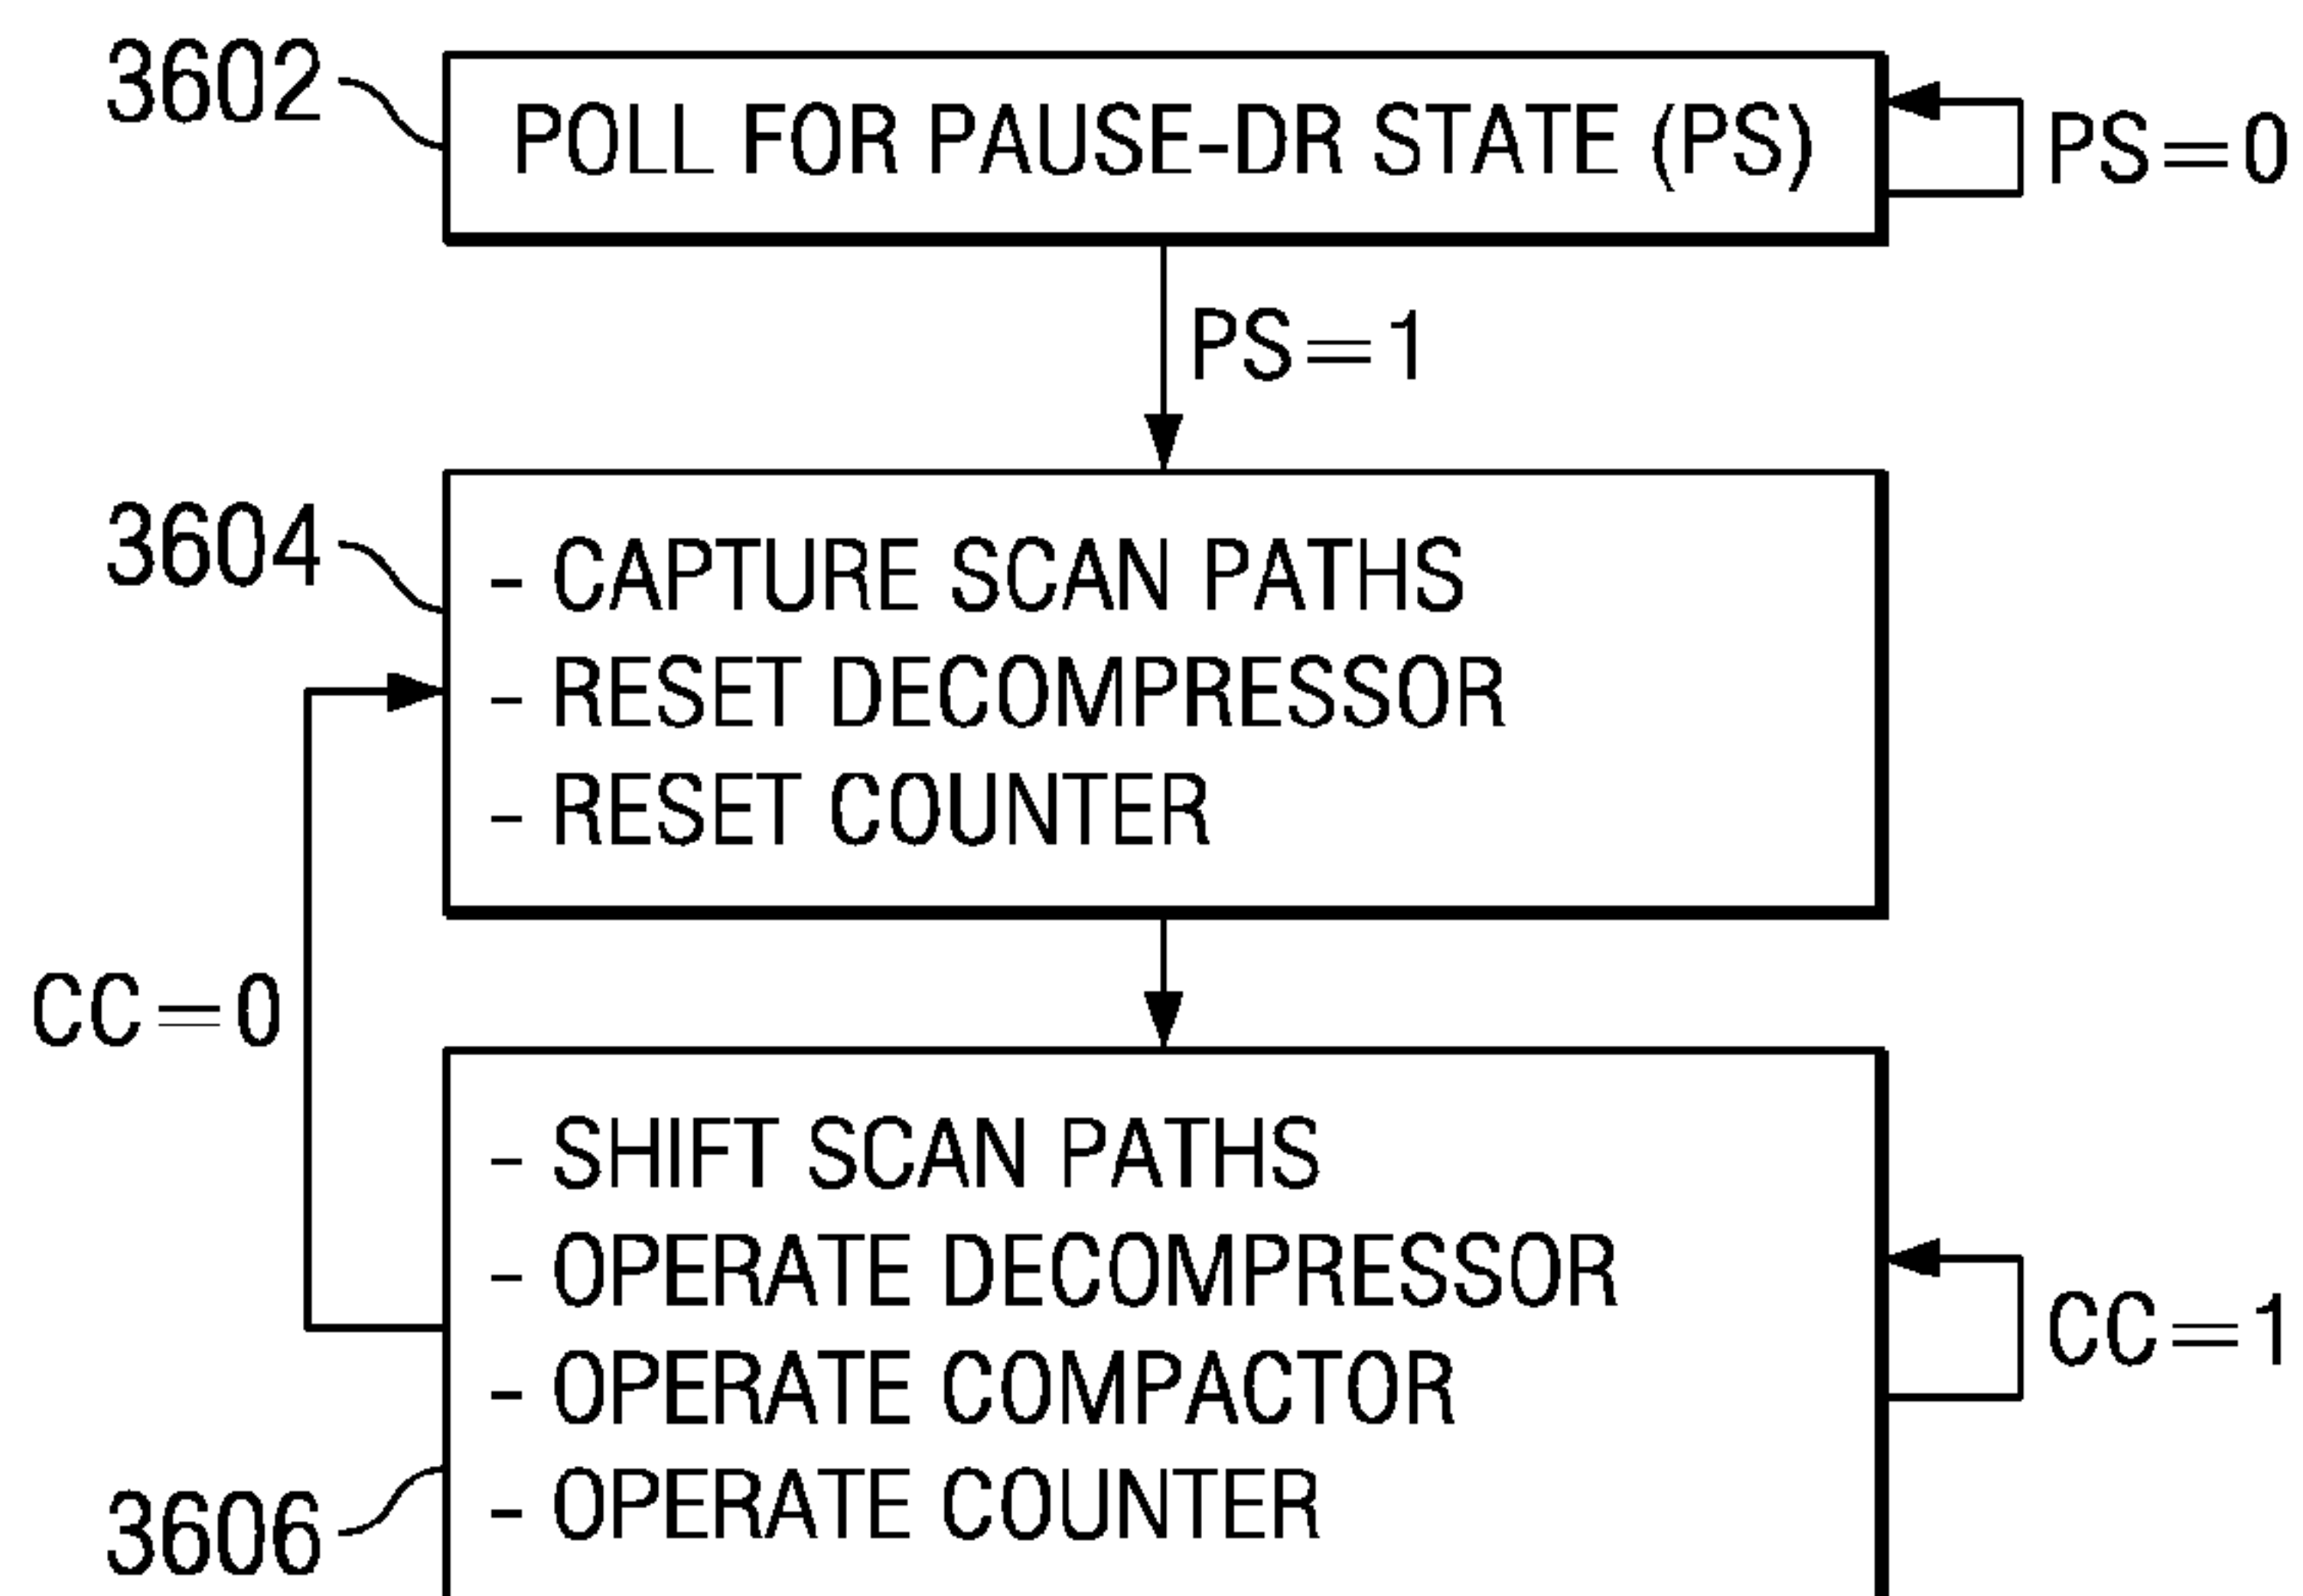 3602
POLL FOR PAUSE-DR STATE (PS)
PS=0
PS=1
3604
- CAPTURE SCAN PATHS
- RESET DECOMPRESSOR
- RESET COUNTER
CC=0
- SHIFT SCAN PATHS
- OPERATE DECOMPRESSOR
- OPERATE COMPACTOR
- OPERATE COUNTER
CC=1
3606